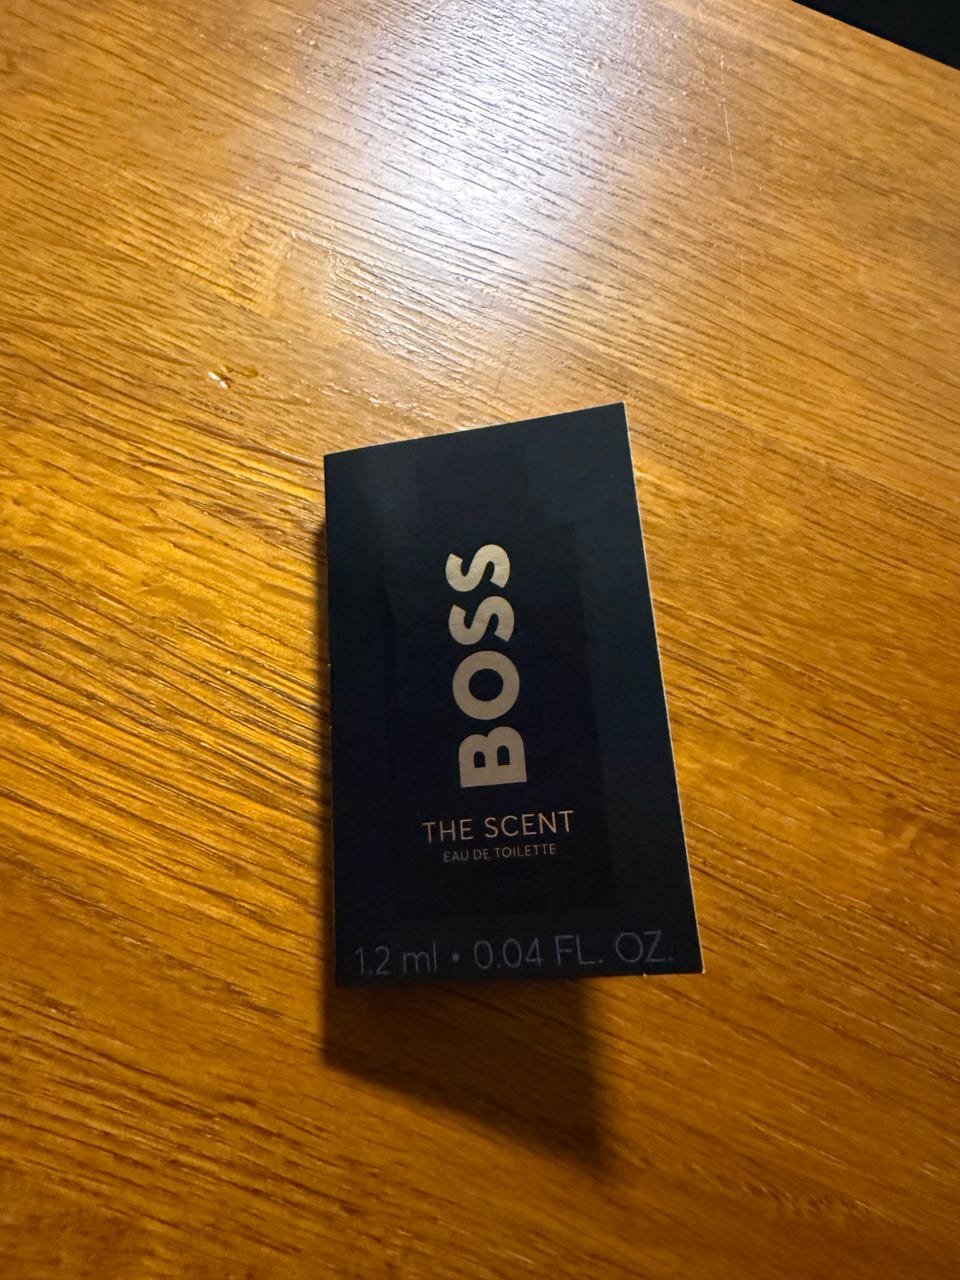 BOSS
THE SCENT
EAU DE TOILETTE
1.2 ml • 0.04 FL. OZ.